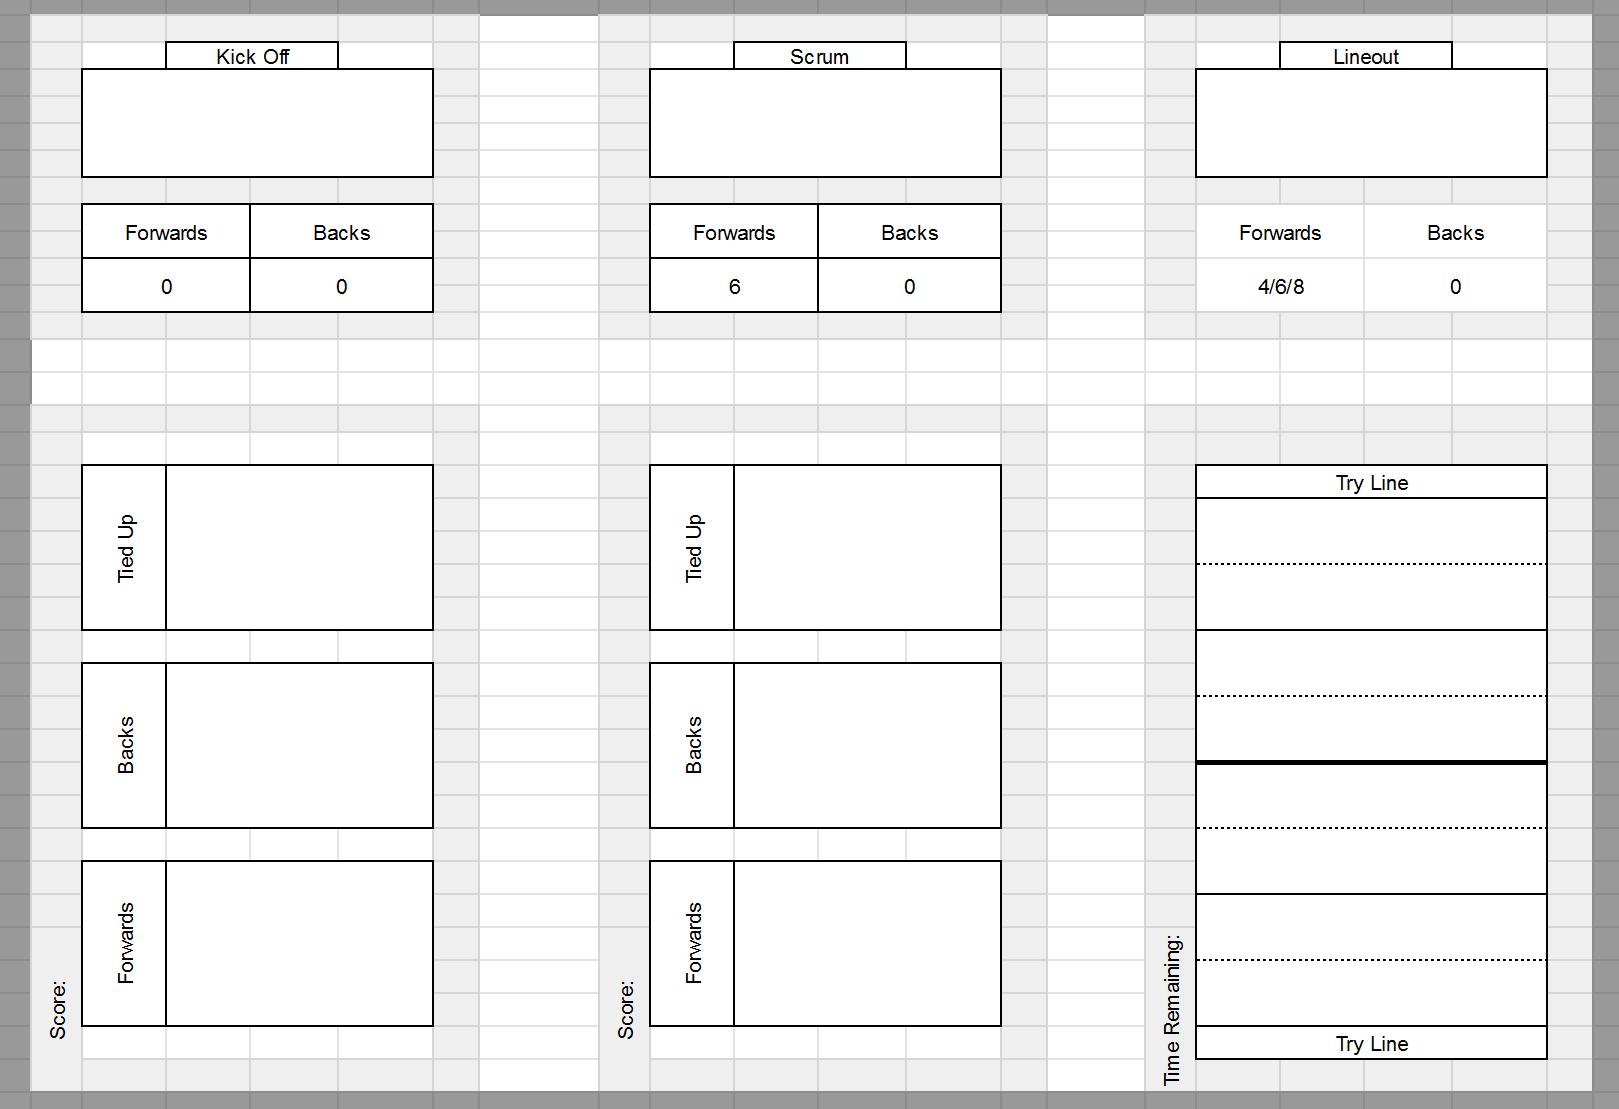 Kick Off
Scrum
Lineout
Forwards Backs
Forwards Backs
Forwards Backs
0 0
6 0
4/6/8 0
Tied Up
Backs
Forwards
Score:
Tied Up
Backs
Forwards
Score:
Try Line
Time Remaining:
Try Line